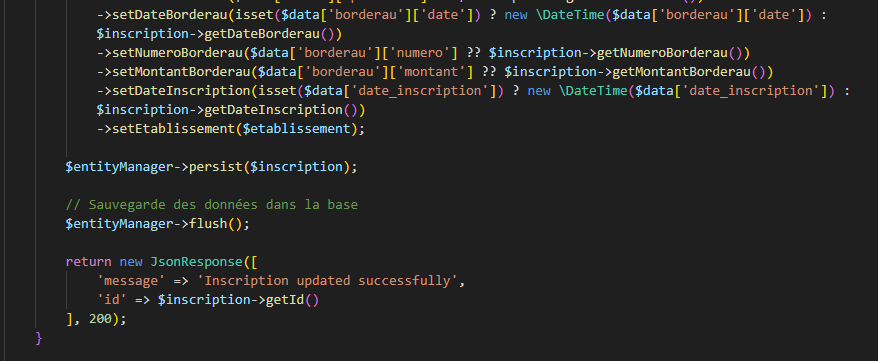 ->setDateBorderau(isset($data['borderau']['date']) ? new \DateTime($data['borderau']['date']) :
$inscription->getDateBorderau())
->setNumeroBorderau($data['borderau']['numero'] ?? $inscription->getNumeroBorderau())
->setMontantBorderau($data['borderau']['montant'] ?? $inscription->getMontantBorderau())
->setDateInscription(isset($data['date_inscription']) ? new \DateTime($data['date_inscription']) :
$inscription->getDateInscription())
->setEtablissement($etablissement);
$entityManager->persist($inscription);
// Sauvegarde des données dans la base
$entityManager->flush();
return new JsonResponse([
'message' => 'Inscription updated successfully',
'id' => $inscription->getId()
], 200);
}